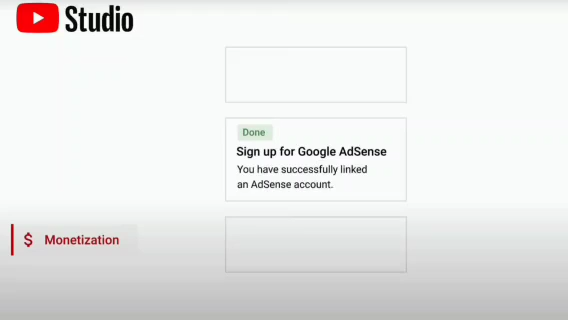 Studio
Done
Sign up for Google AdSense
You have successfully linked
an AdSense account.
$ Monetization